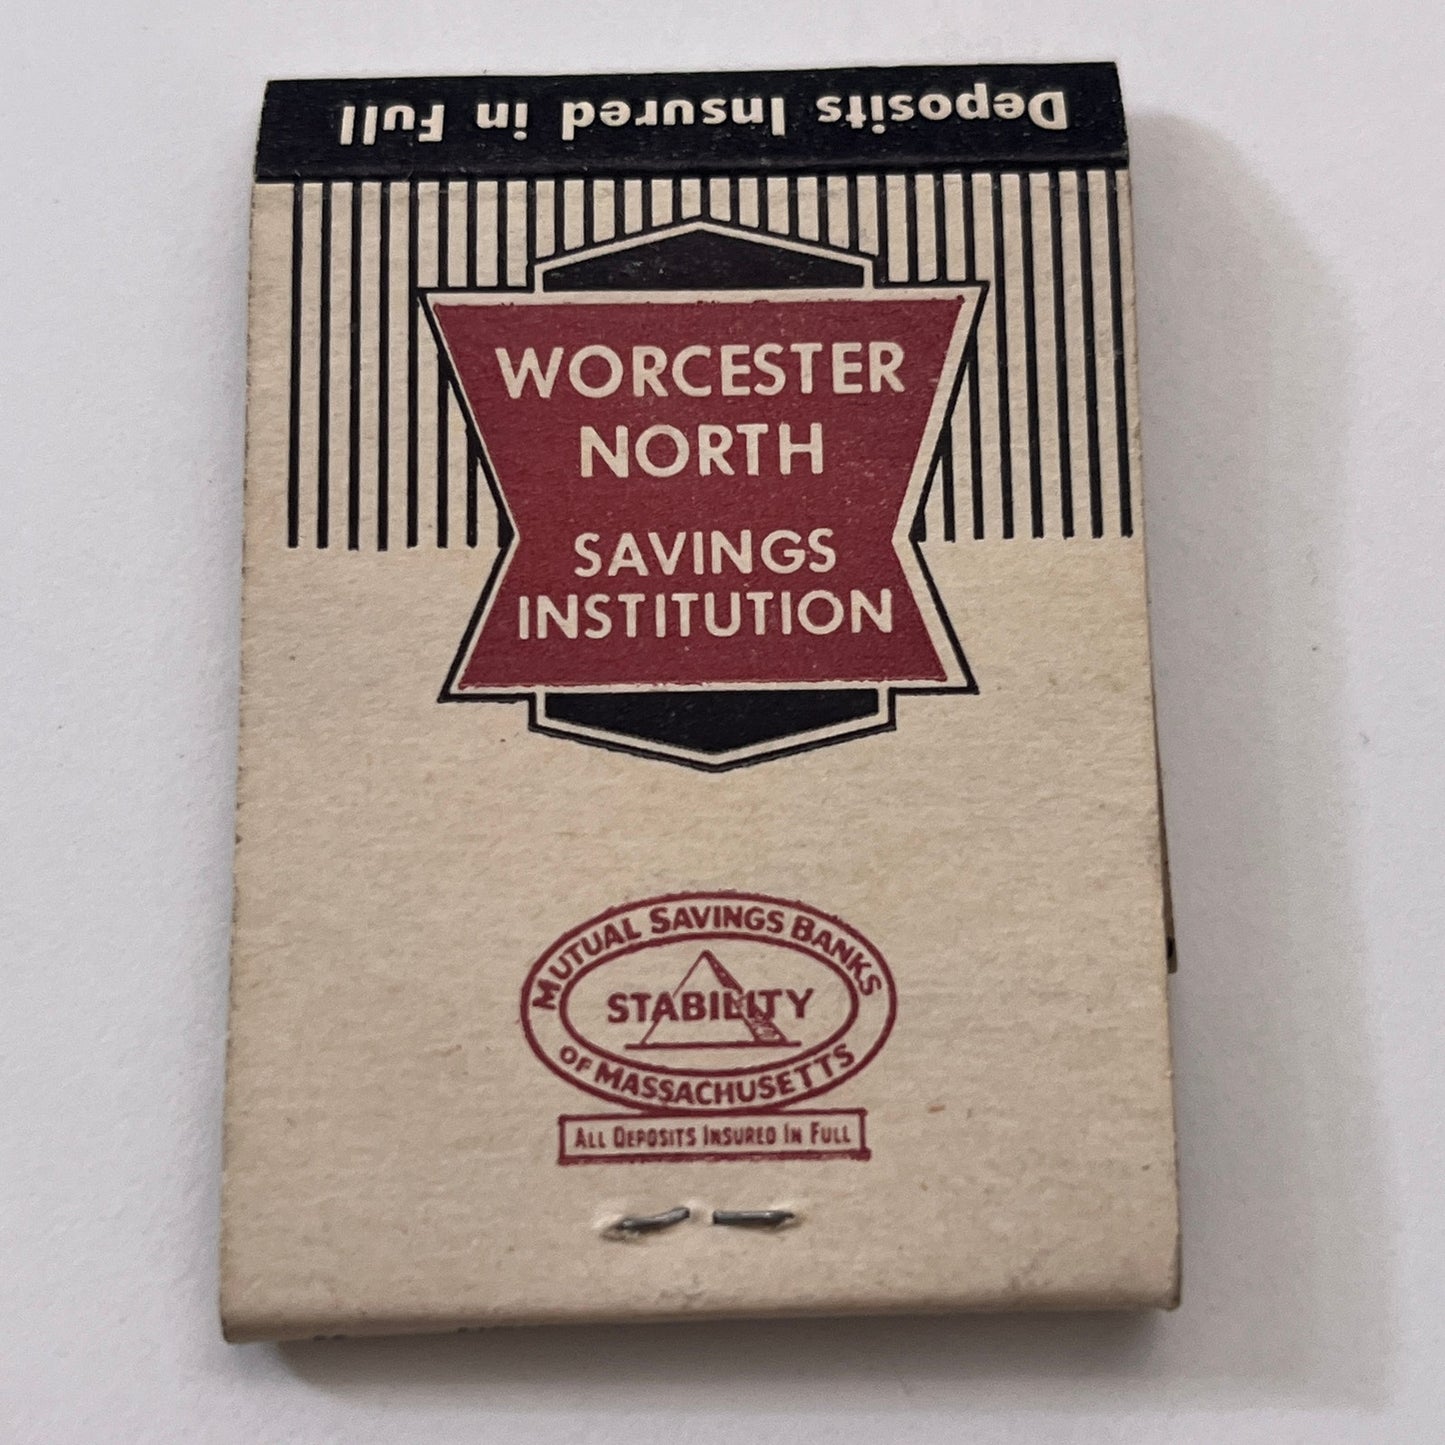 Deposits Insured in Full
WORCESTER
NORTH
SAVINGS
INSTITUTION
MUTUAL SAVINGS BANKS
STABILITY
OF MASSACHUSETTS
ALL DEPOSITS INSURED IN FULL